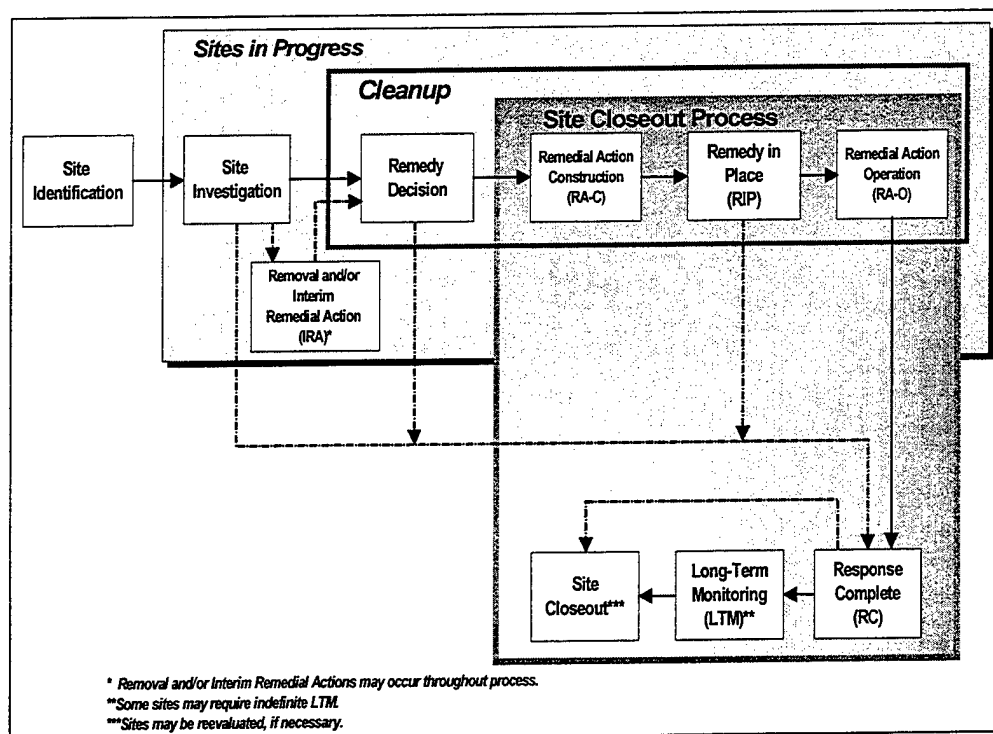 Sites in Progress
Cleanup
Site Closeout Process
Site
Identification
Site
Investigation
Remedy
Decision
Remedial Action
Construction
(RA-C)
Remedy in
Place
(RIP)
Remedial Action
Operation
(RA-O)
Removal and/or
Interim
Remedial Action
(IRA)*
Site
Closeout***
Long-Term
Monitoring
(LTM)**
Response
Complete
(RC)
* Removal and/or Interim Remedial Actions may occur throughout process.
**Some sites may require indefinite LTM.
***Sites may be reevaluated, if necessary.